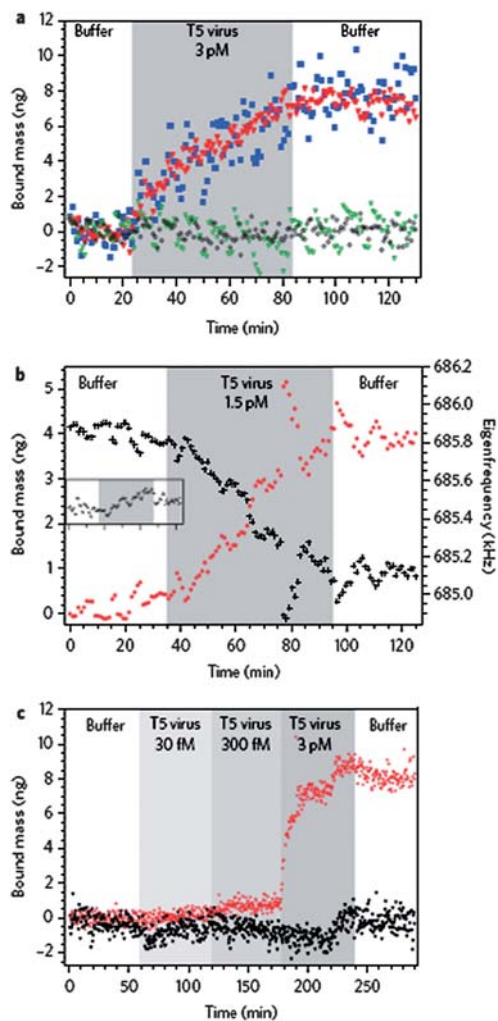 a
Buffer
T5 virus
3 pM
Buffer
12
10
8
6
4
2
0
−2
Bound mass (ng)
0
20
40
60
80
100
120
Time (min)
b
Buffer
T5 virus
1.5 pM
Buffer
5
4
3
2
1
0
Bound mass (ng)
686.2
686.0
685.8
685.6
685.4
685.2
685.0
Eigenfrequency (kHz)
0
20
40
60
80
100
120
Time (min)
c
Buffer
T5 virus
30 fM
T5 virus
300 fM
T5 virus
3 pM
Buffer
12
10
8
6
4
2
0
−2
Bound mass (ng)
0
50
100
150
200
250
Time (min)